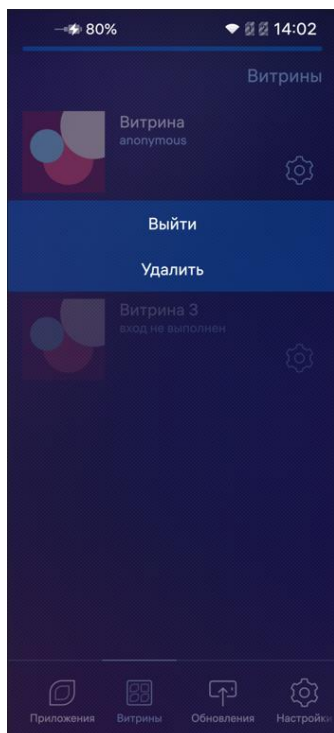 80%
14:02
Витрины
Витрина
anonymous
Выйти
Удалить
Витрина 3
вход не выполнен
Приложения
Витрины
Обновления
Настройки